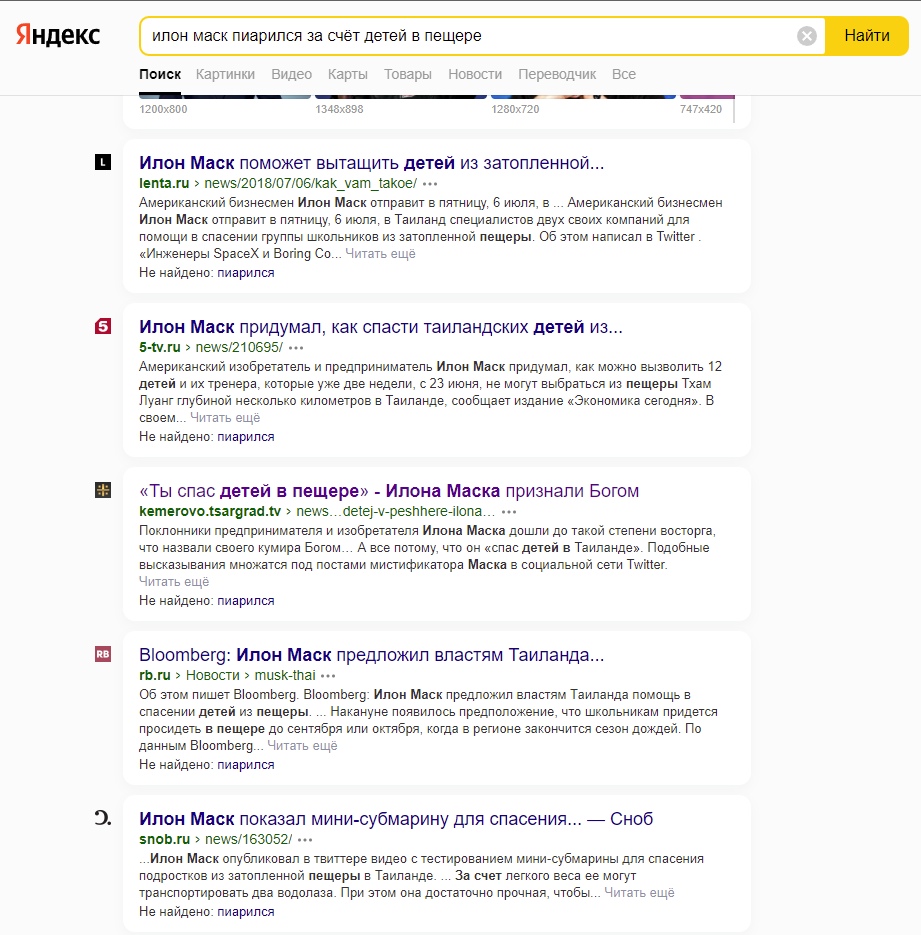 Яндекс
илон маск пиарился за счёт детей в пещере
Найти
Поиск Картинки Видео Карты Товары Новости Переводчик Все
1200x800 1348x898 1280x720 747x420
L
Илон Маск поможет вытащить детей из затопленной...
lenta.ru › news/2018/07/06/kak_vam_takoe/ •••
Американский бизнесмен Илон Маск отправит в пятницу, 6 июля, в ... Американский бизнесмен
Илон Маск отправит в пятницу, 6 июля, в Таиланд специалистов двух своих компаний для
помощи в спасении группы школьников из затопленной пещеры. Об этом написал в Twitter .
«Инженеры SpaceX и Boring Co... Читать ещё
Не найдено: пиарился
5
Илон Маск придумал, как спасти таиландских детей из...
5-tv.ru › news/210695/ •••
Американский изобретатель и предприниматель Илон Маск придумал, как можно вызволить 12
детей и их тренера, которые уже две недели, с 23 июня, не могут выбраться из пещеры Тхам
Луанг глубиной несколько километров в Таиланде, сообщает издание «Экономика сегодня». В
своем... Читать ещё
Не найдено: пиарился
«Ты спас детей в пещере» - Илона Маска признали Богом
kemerovo.tsargrad.tv › news…detej-v-peshhere-ilona… •••
Поклонники предпринимателя и изобретателя Илона Маска дошли до такой степени восторга,
что назвали своего кумира Богом… А все потому, что он «спас детей в Таиланде». Подобные
высказывания множатся под постами мистификатора Маска в социальной сети Twitter.
Читать ещё
Не найдено: пиарился
RB
Bloomberg: Илон Маск предложил властям Таиланда...
rb.ru › Новости › musk-thai •••
Об этом пишет Bloomberg. Bloomberg: Илон Маск предложил властям Таиланда помощь в
спасении детей из пещеры. ... Накануне появилось предположение, что школьникам придется
просидеть в пещере до сентября или октября, когда в регионе закончится сезон дождей. По
данным Bloomberg... Читать ещё
Не найдено: пиарился
Илон Маск показал мини-субмарину для спасения... — Сноб
snob.ru › news/163052/ •••
...Илон Маск опубликовал в твиттере видео с тестированием мини-субмарины для спасения
подростков из затопленной пещеры в Таиланде. ... За счет легкого веса ее могут
транспортировать два водолаза. При этом она достаточно прочная, чтобы... Читать ещё
Не найдено: пиарился